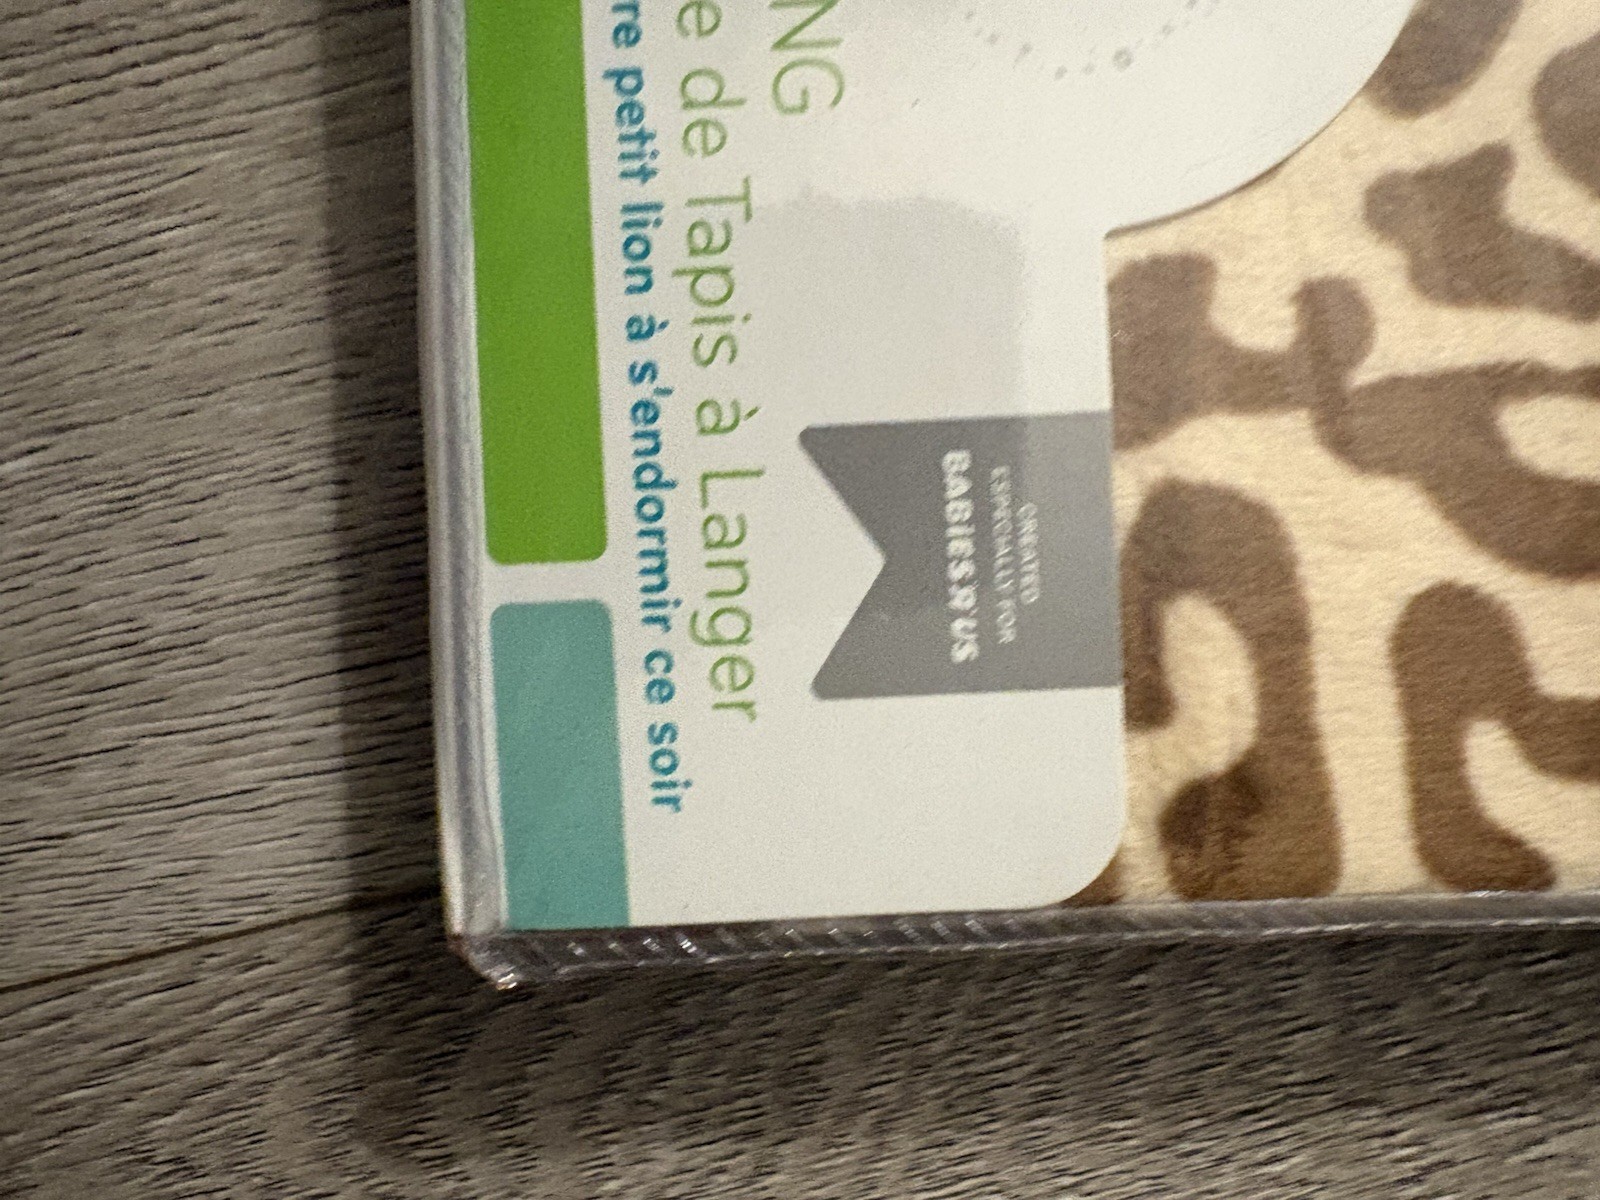 NG
e de Tapis à Langer
re petit lion à s'endormir ce soir
CREATED
ESPECIALLY FOR
BABIES"R"US